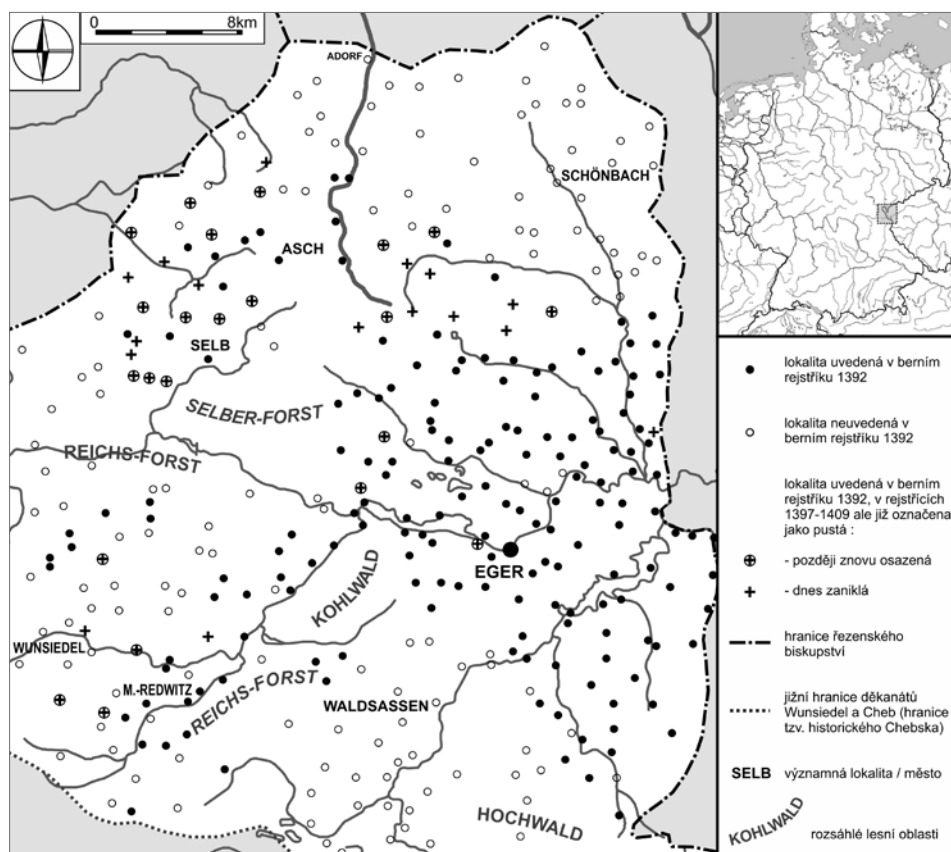 0 8km
ADORF
SCHÖNBACH
ASCH
SELB
SELBER-FORST
REICHS-FORST
EGER
KOHLWALD
WUNSIEDEL
M.-REDWITZ
REICHS-FORST
WALDSASSEN
HOCHWALD
lokalita uvedená v berním
rejstříku 1392
lokalita neuvedená v
berním rejstříku 1392
lokalita uvedená v berním
rejstříku 1392, v rejstřících
1397-1409 ale již označena
jako pustá :
- později znovu osazená
- dnes zaniklá
hranice řezenského
biskupství
jižní hranice děkanátů
Wunsiedel a Cheb (hranice
tzv. historického Chebska)
SELB významná lokalita / město
KOHLWALD rozsáhlé lesní oblasti